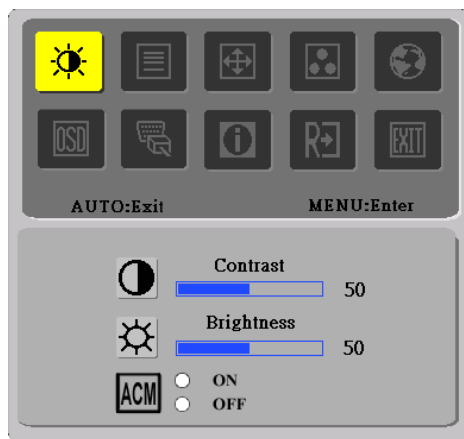 OSD
i
R
EXIT
AUTO:Exit MENU:Enter
Contrast
50
Brightness
50
ACM ON
OFF